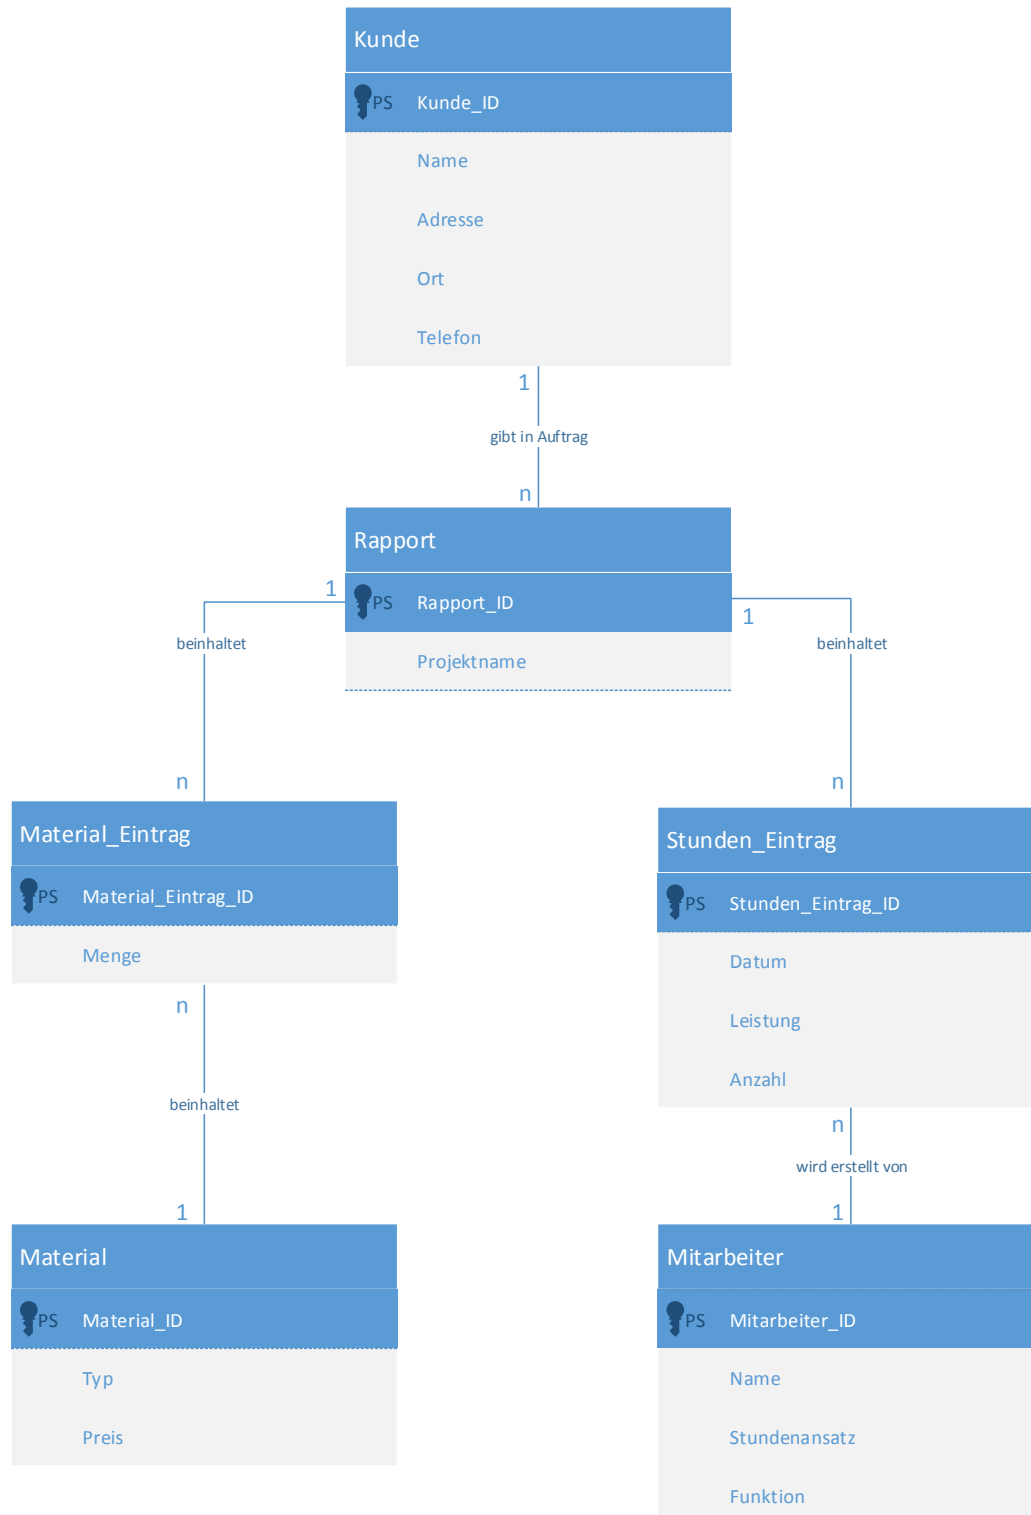 Kunde
PS Kunde_ID
Name
Adresse
Ort
Telefon
1
gibt in Auftrag
n
Rapport
1
PS Rapport_ID
1
beinhaltet
beinhaltet
Projektname
n
n
Material_Eintrag
PS Material_Eintrag_ID
Menge
n
beinhaltet
1
Material
PS Material_ID
Typ
Preis
Stunden_Eintrag
PS Stunden_Eintrag_ID
Datum
Leistung
Anzahl
n
wird erstellt von
1
Mitarbeiter
PS Mitarbeiter_ID
Name
Stundenansatz
Funktion